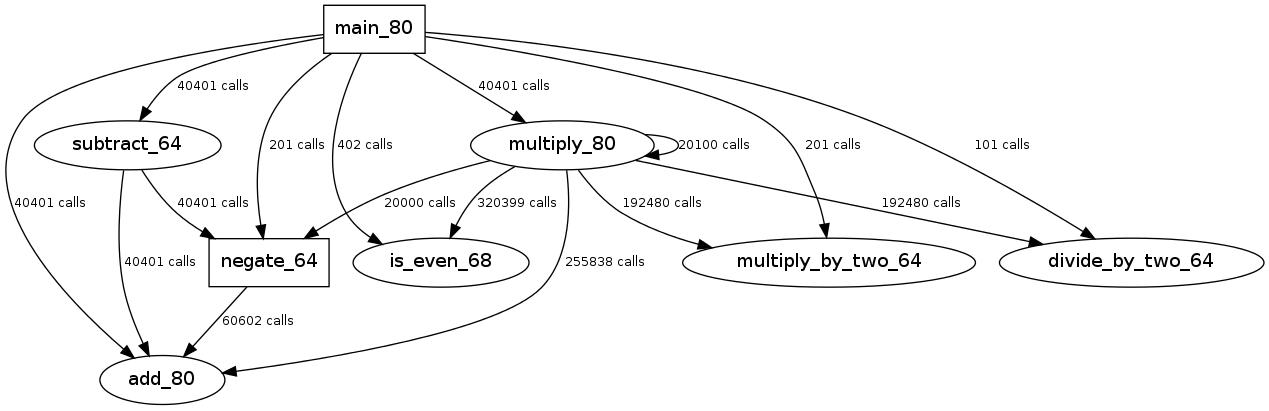 main_80
40401 calls
40401 calls
subtract_64
201 calls
402 calls
multiply_80
20100 calls
201 calls
101 calls
40401 calls
40401 calls
20000 calls
320399 calls
192480 calls
192480 calls
negate_64
is_even_68
multiply_by_two_64
divide_by_two_64
40401 calls
255838 calls
60602 calls
add_80